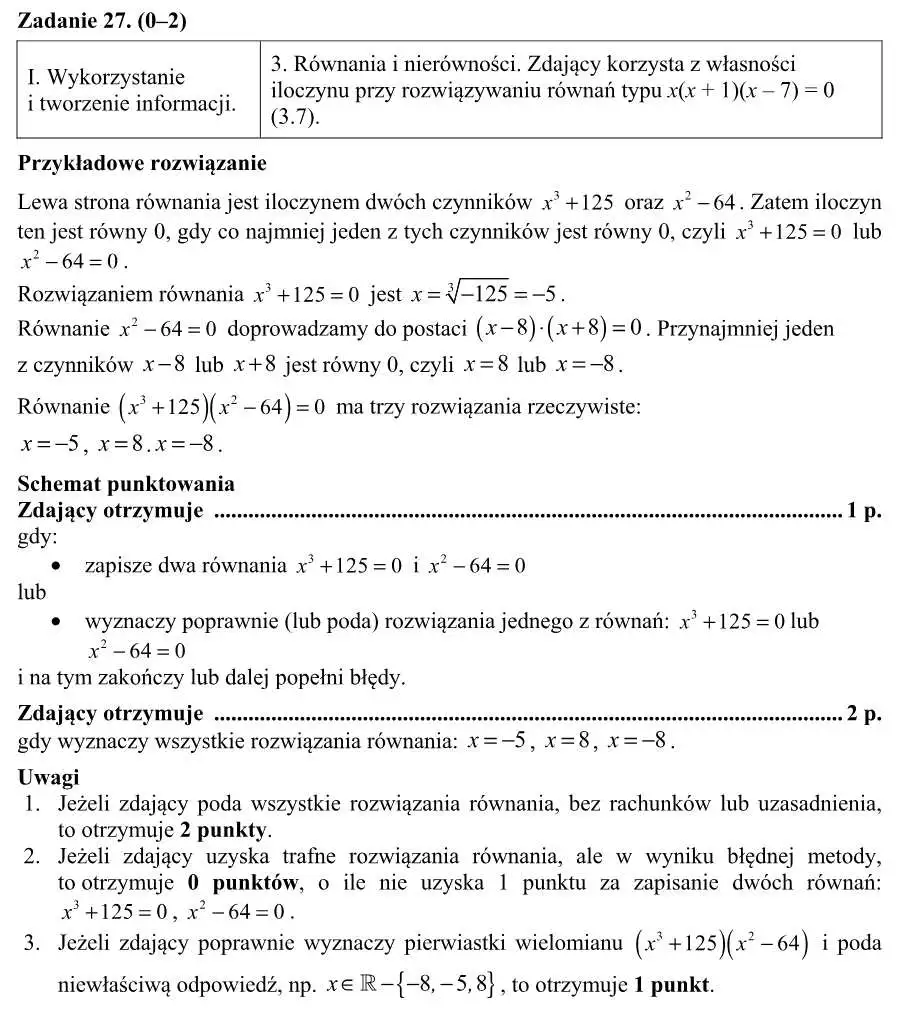 Zadanie 27. (0–2)
I. Wykorzystanie
i tworzenie informacji.
3. Równania i nierówności. Zdający korzysta z własności
iloczynu przy rozwiązywaniu równań typu x(x + 1)(x – 7) = 0
(3.7).
Przykładowe rozwiązanie
Lewa strona równania jest iloczynem dwóch czynników x³ +125 oraz x² − 64. Zatem iloczyn
ten jest równy 0, gdy co najmniej jeden z tych czynników jest równy 0, czyli x³ +125 = 0 lub
x² − 64 = 0.
Rozwiązaniem równania x³ +125 = 0 jest x = ∛−125 = −5.
Równanie x² − 64 = 0 doprowadzamy do postaci (x−8)·(x+8) = 0. Przynajmniej jeden
z czynników x−8 lub x+8 jest równy 0, czyli x = 8 lub x = −8.
Równanie (x³ +125)(x² − 64) = 0 ma trzy rozwiązania rzeczywiste:
x = −5, x = 8. x = −8.
Schemat punktowania
Zdający otrzymuje .............................................................................................................. 1 p.
gdy:
• zapisze dwa równania x³ +125 = 0 i x² − 64 = 0
lub
• wyznaczy poprawnie (lub poda) rozwiązania jednego z równań: x³ +125 = 0 lub
x² − 64 = 0
i na tym zakończy lub dalej popełni błędy.
Zdający otrzymuje .............................................................................................................. 2 p.
gdy wyznaczy wszystkie rozwiązania równania: x = −5, x = 8, x = −8.
Uwagi
1. Jeżeli zdający poda wszystkie rozwiązania równania, bez rachunków lub uzasadnienia,
to otrzymuje 2 punkty.
2. Jeżeli zdający uzyska trafne rozwiązania równania, ale w wyniku błędnej metody,
to otrzymuje 0 punktów, o ile nie uzyska 1 punktu za zapisanie dwóch równań:
x³ +125 = 0, x² − 64 = 0.
3. Jeżeli zdający poprawnie wyznaczy pierwiastki wielomianu (x³ +125)(x² − 64) i poda
niewłaściwą odpowiedź, np. x ∈ ℝ − {−8, −5, 8}, to otrzymuje 1 punkt.